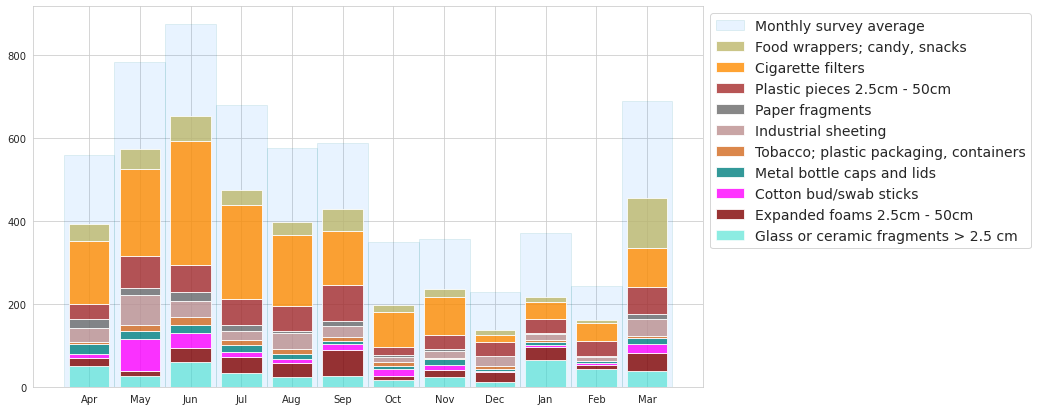 800
600
400
200
0
Apr May Jun Jul Aug Sep Oct Nov Dec Jan Feb Mar
Monthly survey average
Food wrappers; candy, snacks
Cigarette filters
Plastic pieces 2.5cm - 50cm
Paper fragments
Industrial sheeting
Tobacco; plastic packaging, containers
Metal bottle caps and lids
Cotton bud/swab sticks
Expanded foams 2.5cm - 50cm
Glass or ceramic fragments > 2.5 cm